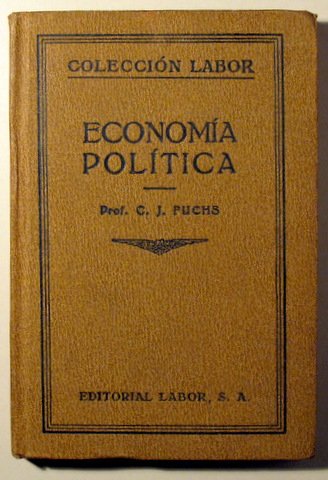 COLECCIÓN LABOR
ECONOMÍA
POLÍTICA
Prof. C. J. FUCHS
EDITORIAL LABOR, S. A.